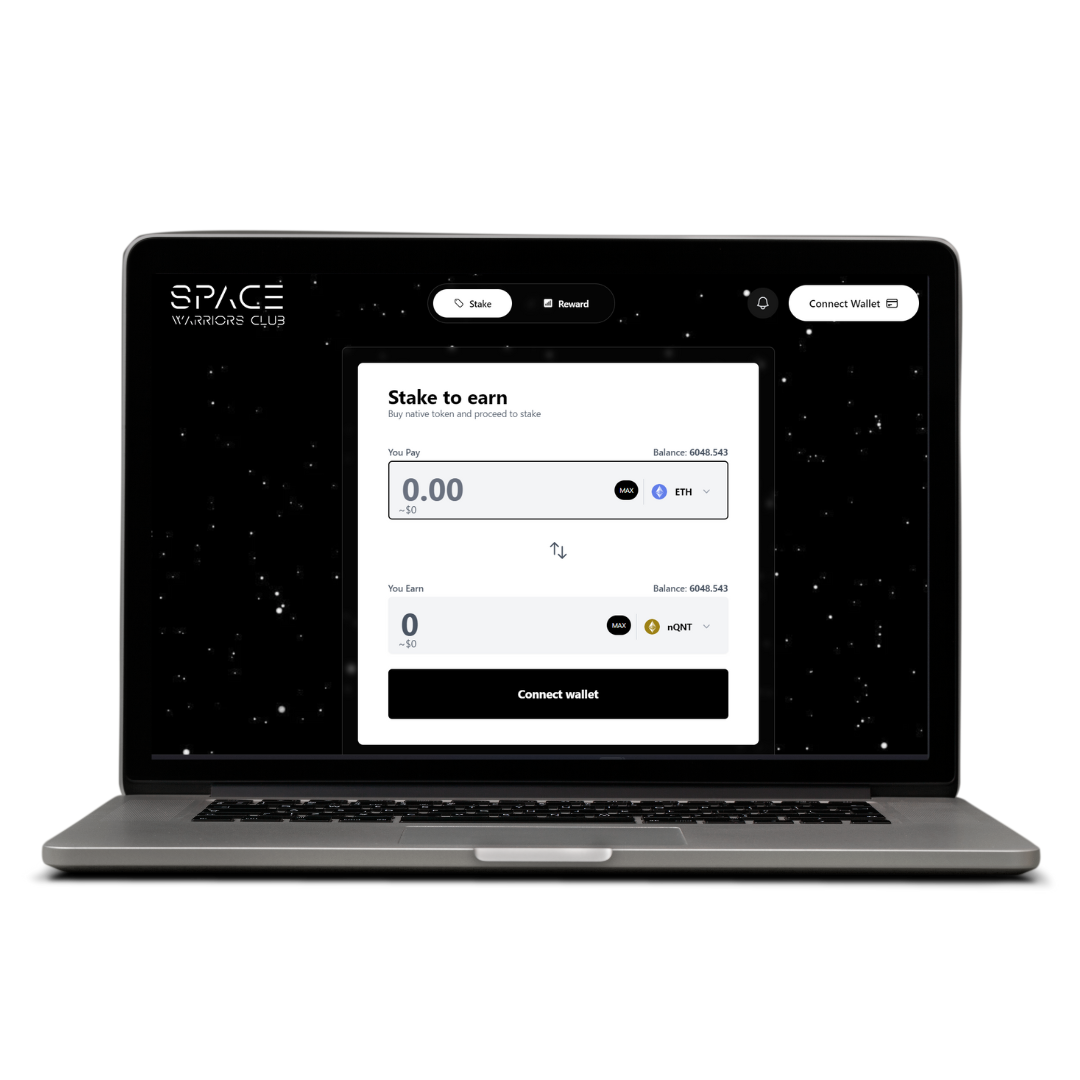 SPACE
WARRIORS CLUB
Stake
Reward
Connect Wallet
Stake to earn
Buy native token and proceed to stake
You Pay
Balance: 6048.543
0.00
MAX
ETH
~$0
You Earn
Balance: 6048.543
0
MAX
nQNT
~$0
Connect wallet